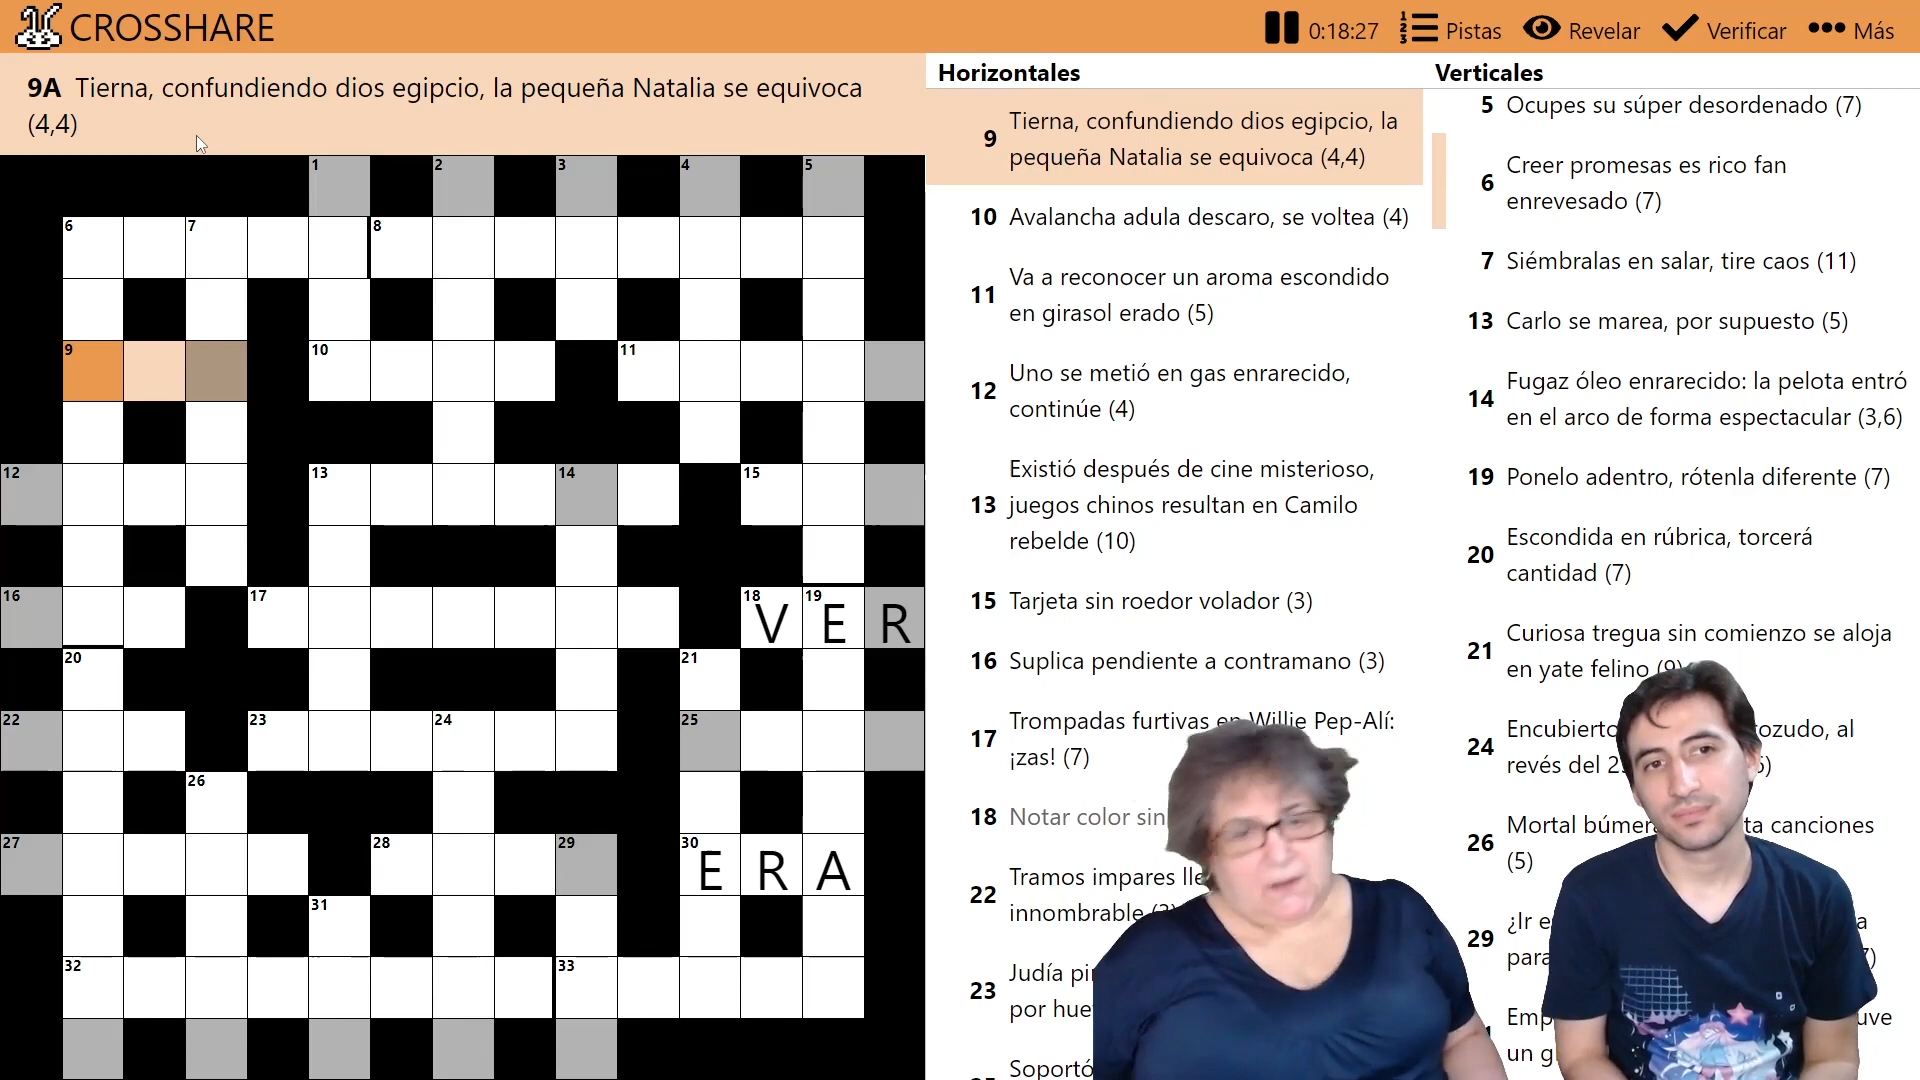 CROSSHARE
0:18:27
Pistas
Revelar
Verificar
Más
9A Tierna, confundiendo dios egipcio, la pequeña Natalia se equivoca
(4,4)
1 2 3 4 5
6 7 8
9 10 11
12 13 14 15
16 17 18 V 19 E R
20 21
22 23 24 25
26
27 28 29 30 E R A
31
32 33
Horizontales
9 Tierna, confundiendo dios egipcio, la
pequeña Natalia se equivoca (4,4)
10 Avalancha adula descaro, se voltea (4)
11 Va a reconocer un aroma escondido
en girasol erado (5)
12 Uno se metió en gas enrarecido,
continúe (4)
13 Existió después de cine misterioso,
juegos chinos resultan en Camilo
rebelde (10)
15 Tarjeta sin roedor volador (3)
16 Suplica pendiente a contramano (3)
17 Trompadas furtivas en Willie Pep-Alí:
¡zas! (7)
18 Notar color sin
22 Tramos impares
innombrable
23 Judía
por
Soportó
Verticales
5 Ocupes su súper desordenado (7)
6 Creer promesas es rico fan
enrevesado (7)
7 Siémbralas en salar, tire caos (11)
13 Carlo se marea, por supuesto (5)
14 Fugaz óleo enrarecido: la pelota entró
en el arco de forma espectacular (3,6)
19 Ponelo adentro, rótenla diferente (7)
20 Escondida en rúbrica, torcerá
cantidad (7)
21 Curiosa tregua sin comienzo se aloja
en yate felino (9)
24 Encubierto al
revés del
26 Mortal canciones
(5)
29 ¿Ir
un